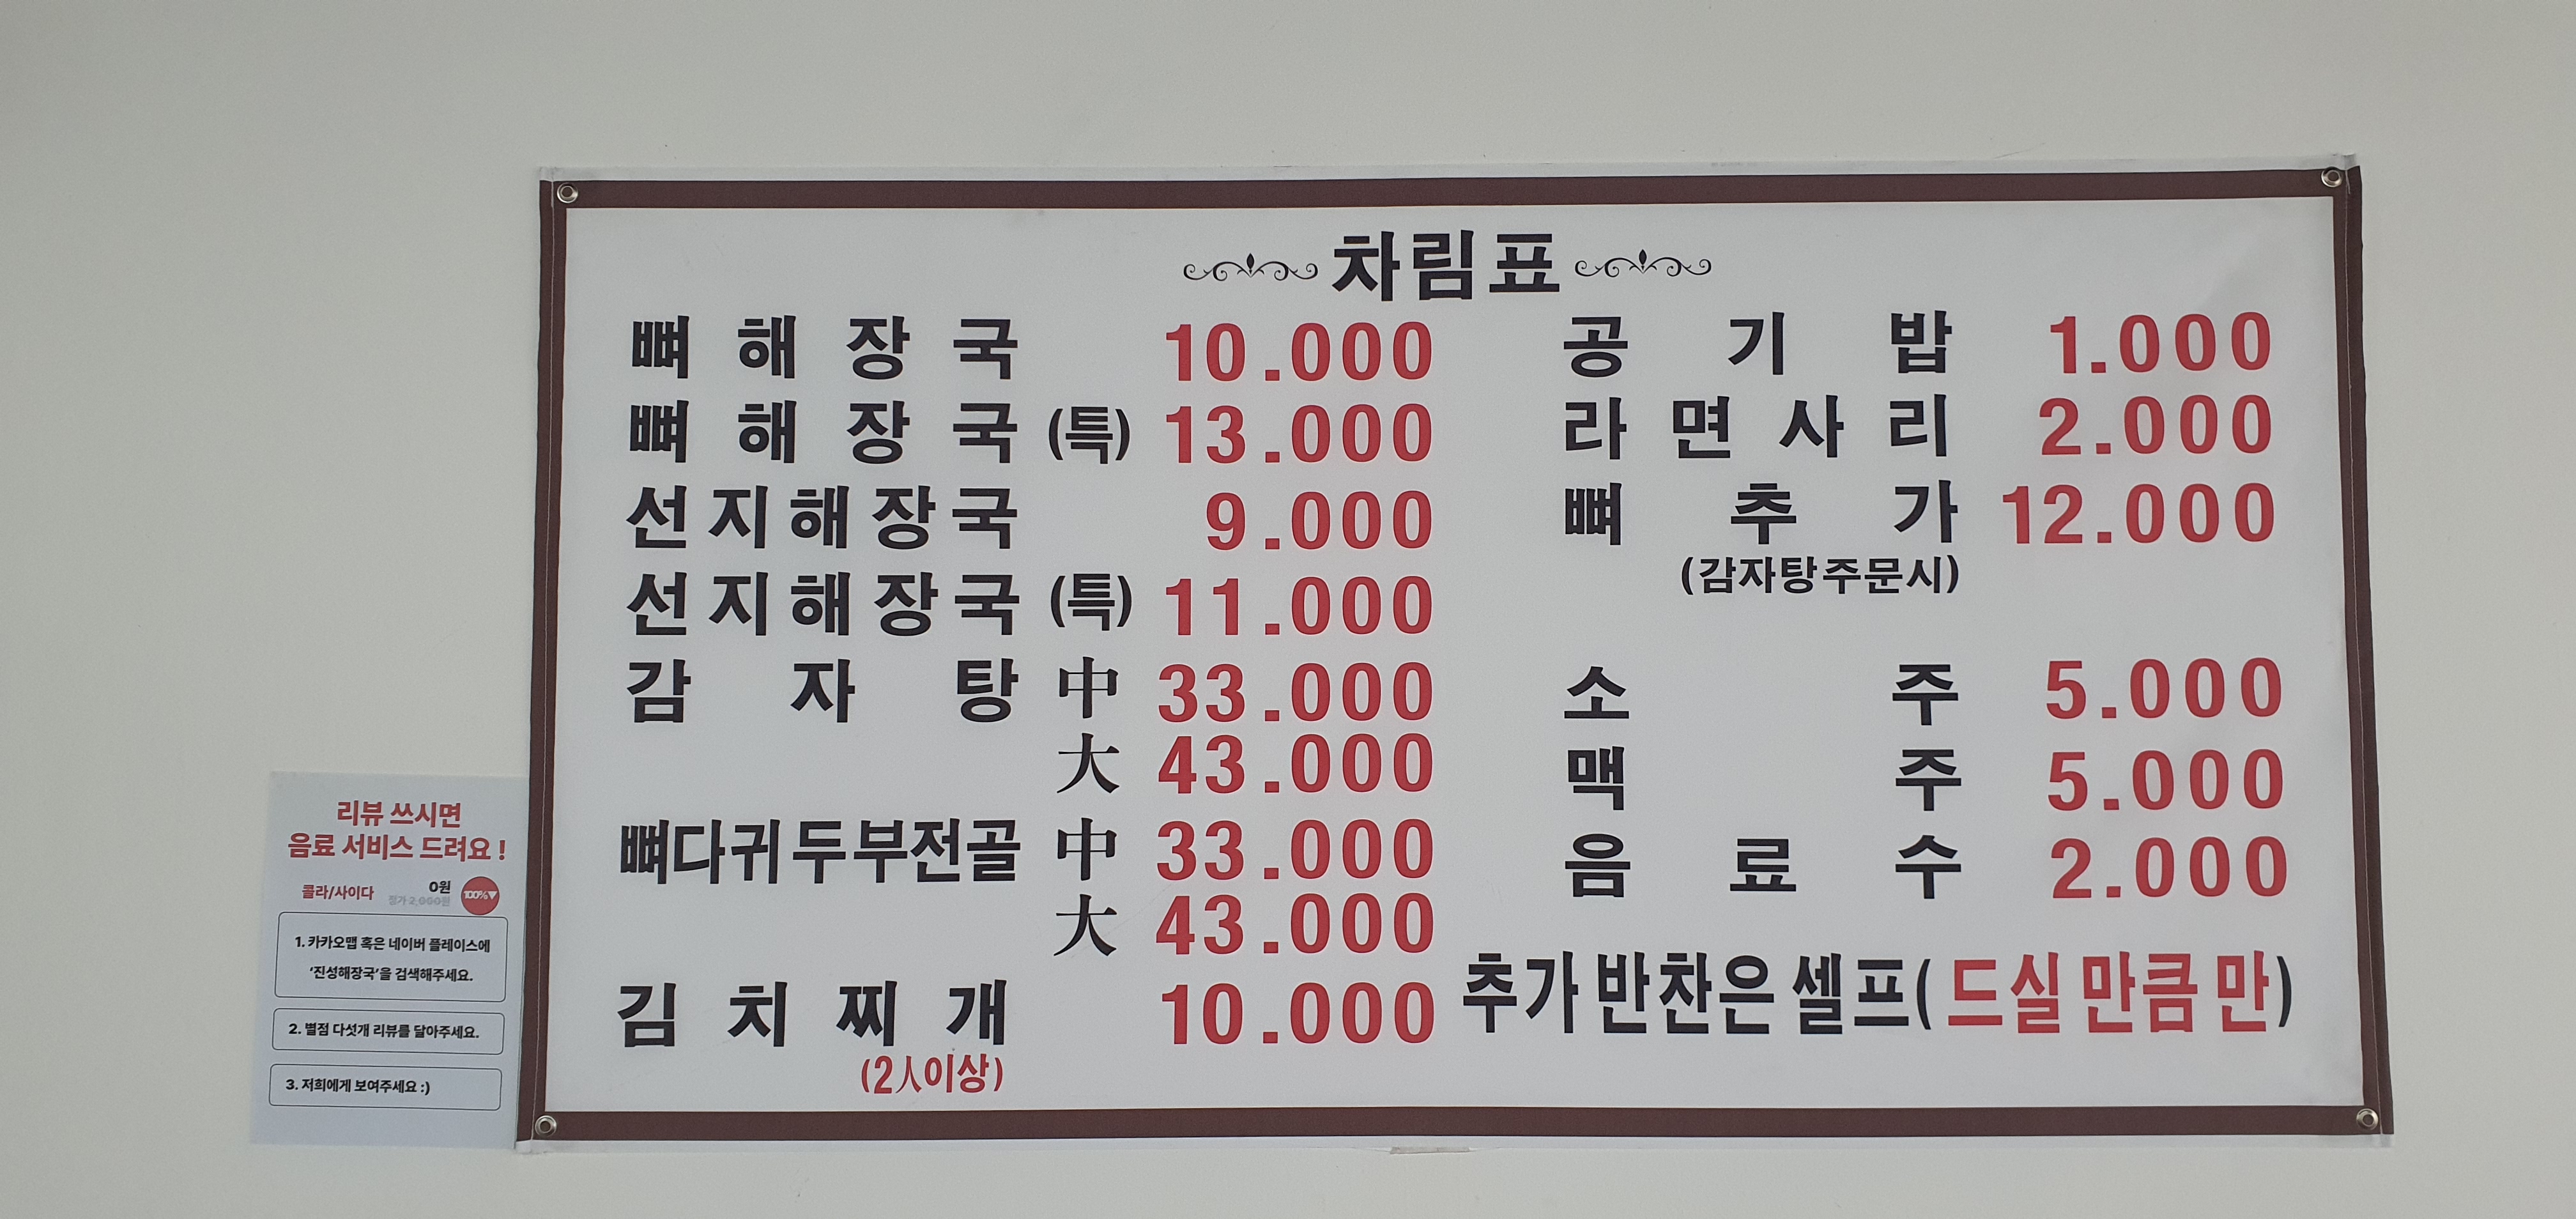 차림표
뼈해장국 10.000
뼈해장국 (특) 13.000
선지해장국 9.000
선지해장국 (특) 11.000
감자탕 中 33.000
大 43.000
뼈다귀두부전골 中 33.000
大 43.000
김치찌개 10.000
(2人이상)
공기밥 1.000
라면사리 2.000
뼈추가 12.000
(감자탕주문시)
소주 5.000
맥주 5.000
음료수 2.000
추가 반찬은 셀프( 드실 만큼 만)
리뷰 쓰시면
음료 서비스 드려요 !
콜라/사이다 0원
정가 2,000원
100%▼
1. 카카오맵 혹은 네이버 플레이스에
‘진성해장국’을 검색해주세요.
2. 별점 다섯개 리뷰를 달아주세요.
3. 저희에게 보여주세요 :)